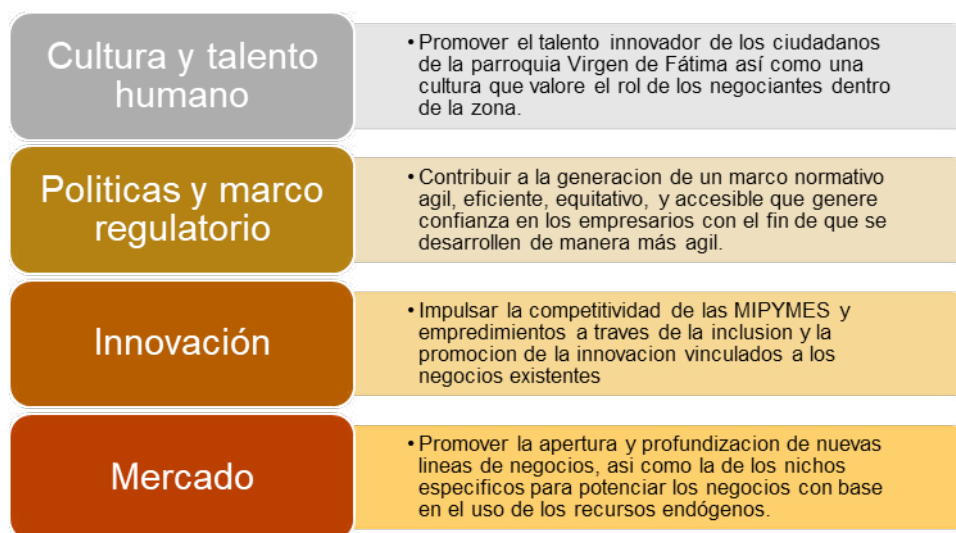 Cultura y talento
humano
• Promover el talento innovador de los ciudadanos
de la parroquia Virgen de Fátima así como una
cultura que valore el rol de los negociantes dentro
de la zona.
Politicas y marco
regulatorio
• Contribuir a la generacion de un marco normativo
agil, eficiente, equitativo, y accesible que genere
confianza en los empresarios con el fin de que se
desarrollen de manera más agil.
Innovación
• Impulsar la competitividad de las MIPYMES y
empredimientos a traves de la inclusion y la
promocion de la innovacion vinculados a los
negocios existentes
Mercado
• Promover la apertura y profundizacion de nuevas
lineas de negocios, asi como la de los nichos
especificos para potenciar los negocios con base
en el uso de los recursos endógenos.